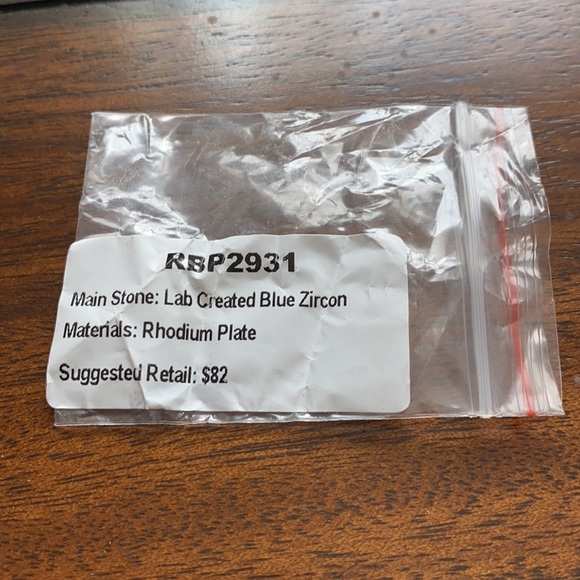 RBP2931
Main Stone: Lab Created Blue Zircon
Materials: Rhodium Plate
Suggested Retail: $82